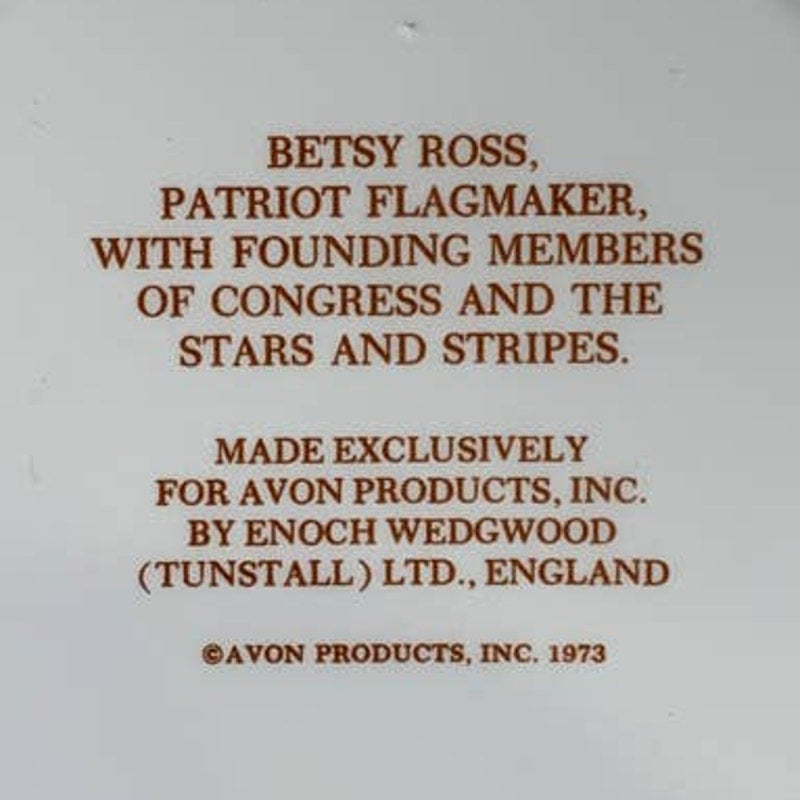 BETSY ROSS,
PATRIOT FLAGMAKER,
WITH FOUNDING MEMBERS
OF CONGRESS AND THE
STARS AND STRIPES.
MADE EXCLUSIVELY
FOR AVON PRODUCTS, INC.
BY ENOCH WEDGWOOD
(TUNSTALL) LTD., ENGLAND
©AVON PRODUCTS, INC. 1973